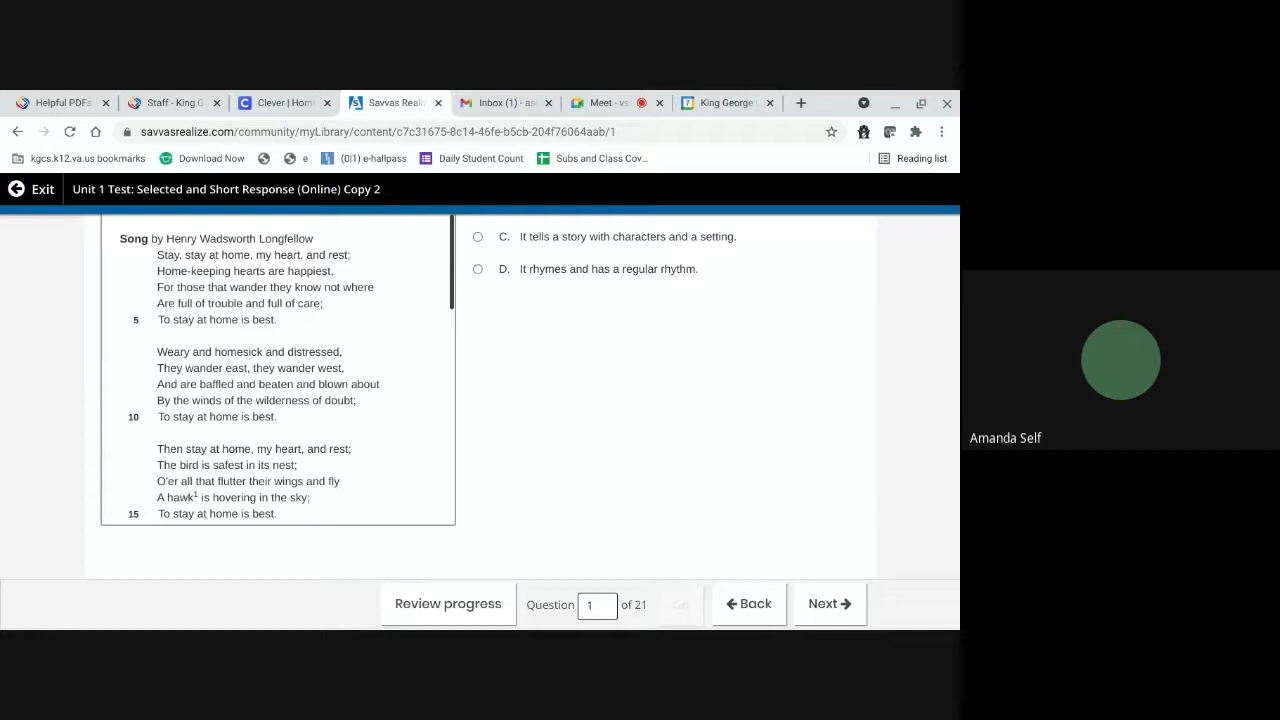 Helpful PDFs
Staff - King G
Clever | Hom
Savvas Realiz
Inbox (1) - as
Meet - vs
King George
savvasrealize.com/community/myLibrary/content/c7c31675-8c14-46fe-b5cb-204f76064aab/1
kgcs.k12.va.us bookmarks
Download Now
e
(0|1) e-hallpass
Daily Student Count
Subs and Class Cov...
Reading list
Exit
Unit 1 Test: Selected and Short Response (Online) Copy 2
Song by Henry Wadsworth Longfellow
Stay, stay at home, my heart, and rest;
Home-keeping hearts are happiest,
For those that wander they know not where
Are full of trouble and full of care;
5 To stay at home is best.
Weary and homesick and distressed,
They wander east, they wander west,
And are baffled and beaten and blown about
By the winds of the wilderness of doubt;
10 To stay at home is best.
Then stay at home, my heart, and rest;
The bird is safest in its nest;
O'er all that flutter their wings and fly
A hawk¹ is hovering in the sky;
15 To stay at home is best.
C. It tells a story with characters and a setting.
D. It rhymes and has a regular rhythm.
Review progress
Question 1 of 21
Go
Back
Next
Amanda Self